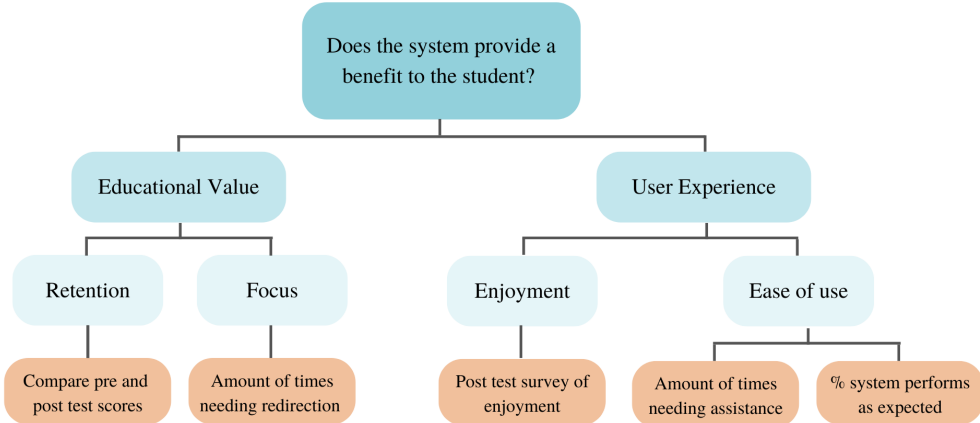 Does the system provide a
benefit to the student?
Educational Value
User Experience
Retention
Focus
Enjoyment
Ease of use
Compare pre and
post test scores
Amount of times
needing redirection
Post test survey of
enjoyment
Amount of times
needing assistance
% system performs
as expected